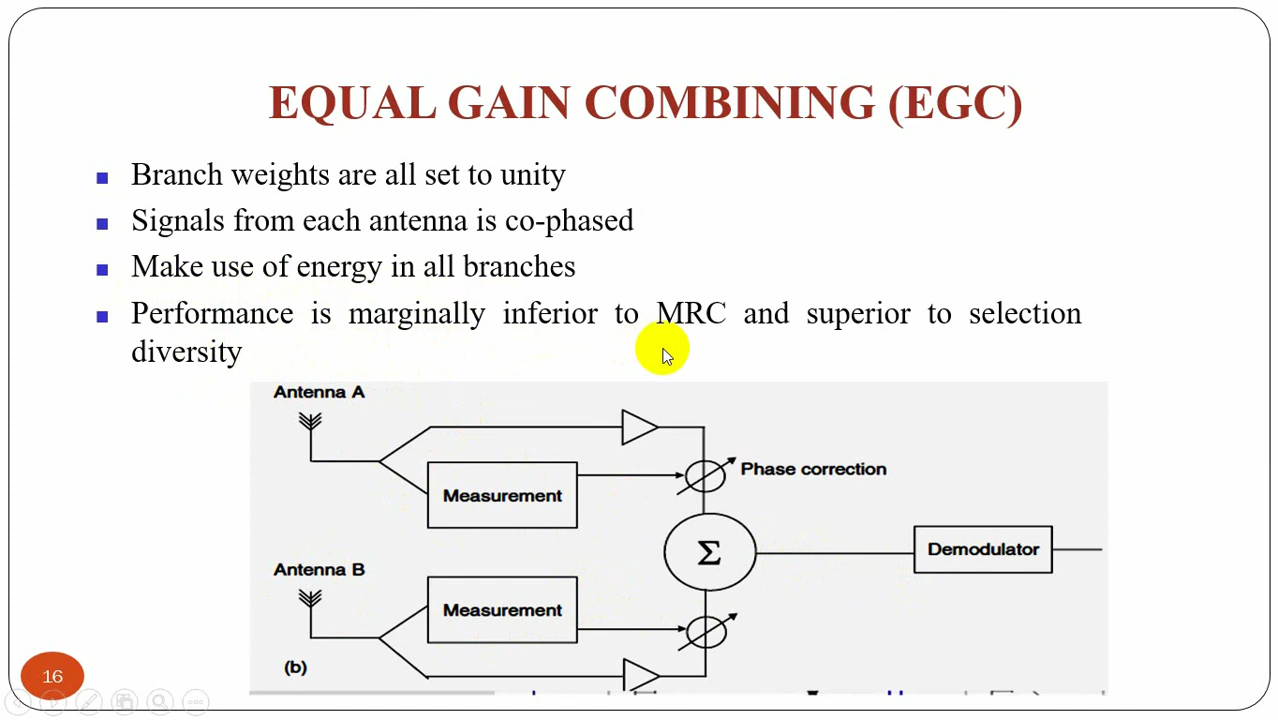 EQUAL GAIN COMBINING (EGC)
Branch weights are all set to unity
Signals from each antenna is co-phased
Make use of energy in all branches
Performance is marginally inferior to MRC and superior to selection
diversity
Antenna A
Phase correction
Measurement
Σ
Demodulator
Antenna B
Measurement
(b)
16